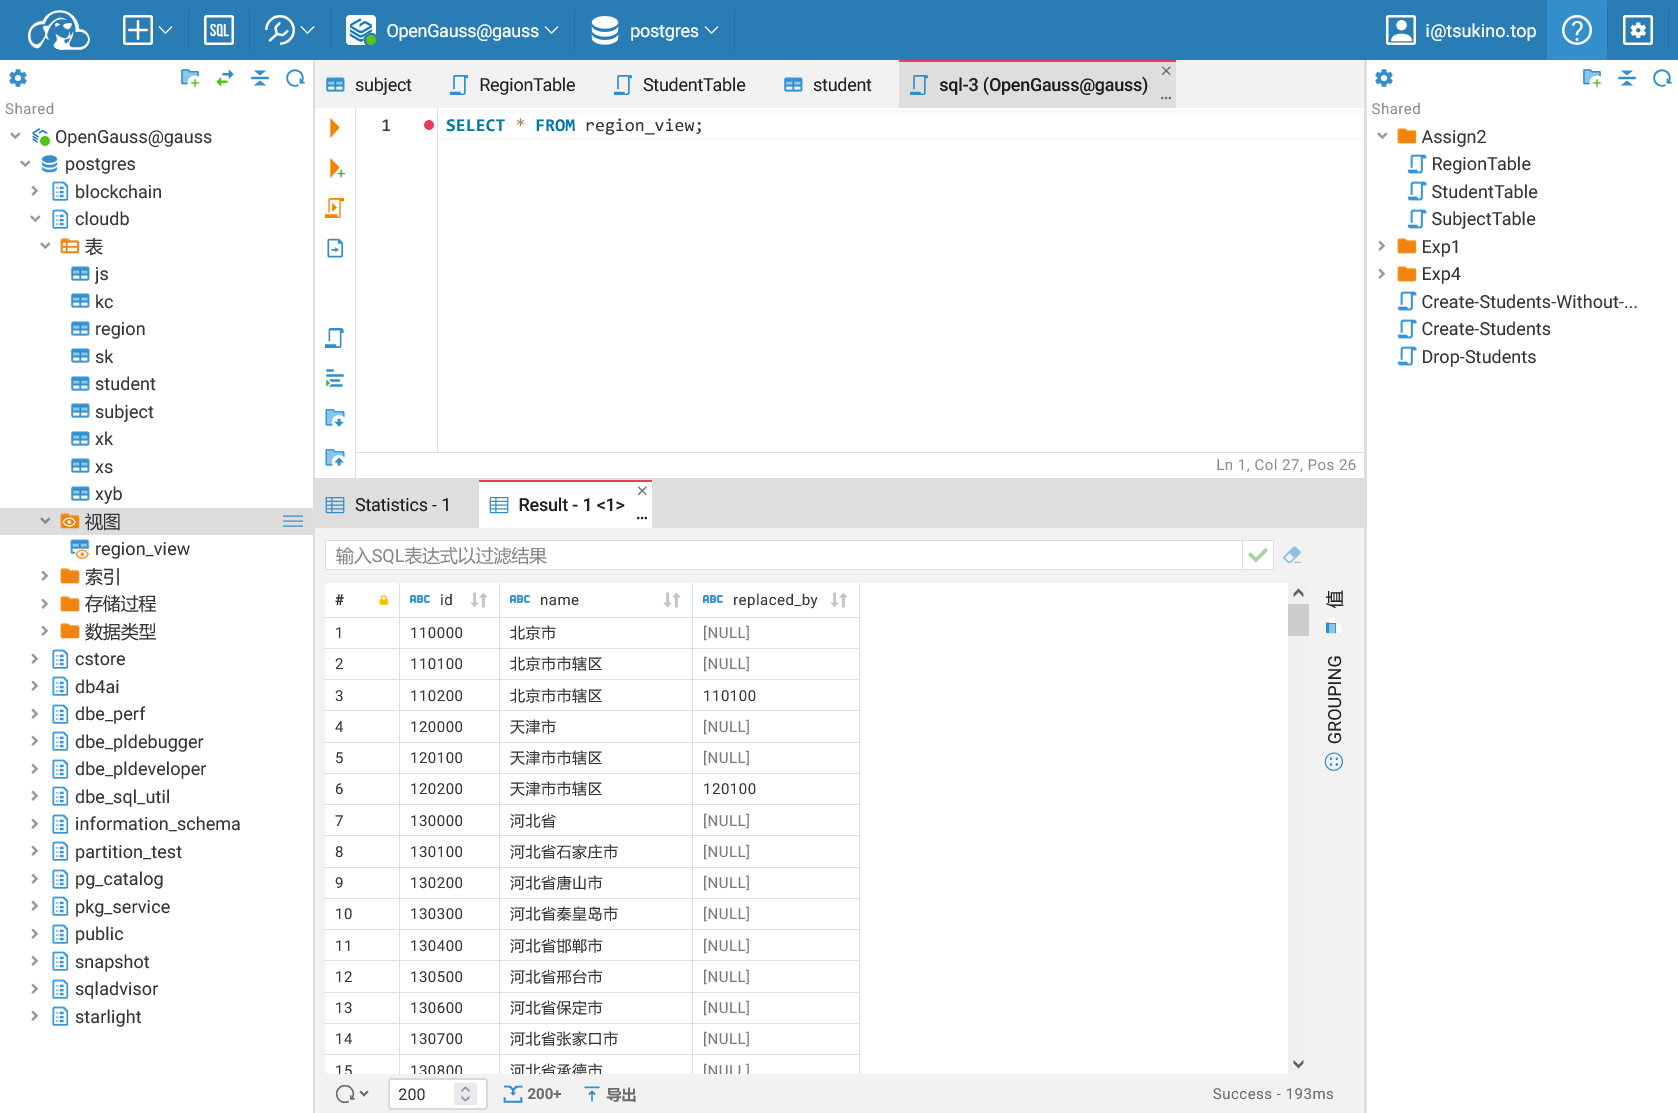 SQL
OpenGauss@gauss
postgres
i@tsukino.top
Shared
OpenGauss@gauss
postgres
blockchain
cloudb
表
js
kc
region
sk
student
subject
xk
xs
xyb
视图
region_view
索引
存储过程
数据类型
cstore
db4ai
dbe_perf
dbe_pldebugger
dbe_pldeveloper
dbe_sql_util
information_schema
partition_test
pg_catalog
pkg_service
public
snapshot
sqladvisor
starlight
subject
RegionTable
StudentTable
student
sql-3 (OpenGauss@gauss)
1
SELECT * FROM region_view;
Ln 1, Col 27, Pos 26
Statistics - 1
Result - 1 <1>
输入SQL表达式以过滤结果
# ABC id ABC name ABC replaced_by
1 110000 北京市 [NULL]
2 110100 北京市市辖区 [NULL]
3 110200 北京市市辖区 110100
4 120000 天津市 [NULL]
5 120100 天津市市辖区 [NULL]
6 120200 天津市市辖区 120100
7 130000 河北省 [NULL]
8 130100 河北省石家庄市 [NULL]
9 130200 河北省唐山市 [NULL]
10 130300 河北省秦皇岛市 [NULL]
11 130400 河北省邯郸市 [NULL]
12 130500 河北省邢台市 [NULL]
13 130600 河北省保定市 [NULL]
14 130700 河北省张家口市 [NULL]
15 130800 河北省承德市 [NULL]
值
GROUPING
200
200+
导出
Success - 193ms
Shared
Assign2
RegionTable
StudentTable
SubjectTable
Exp1
Exp4
Create-Students-Without-...
Create-Students
Drop-Students